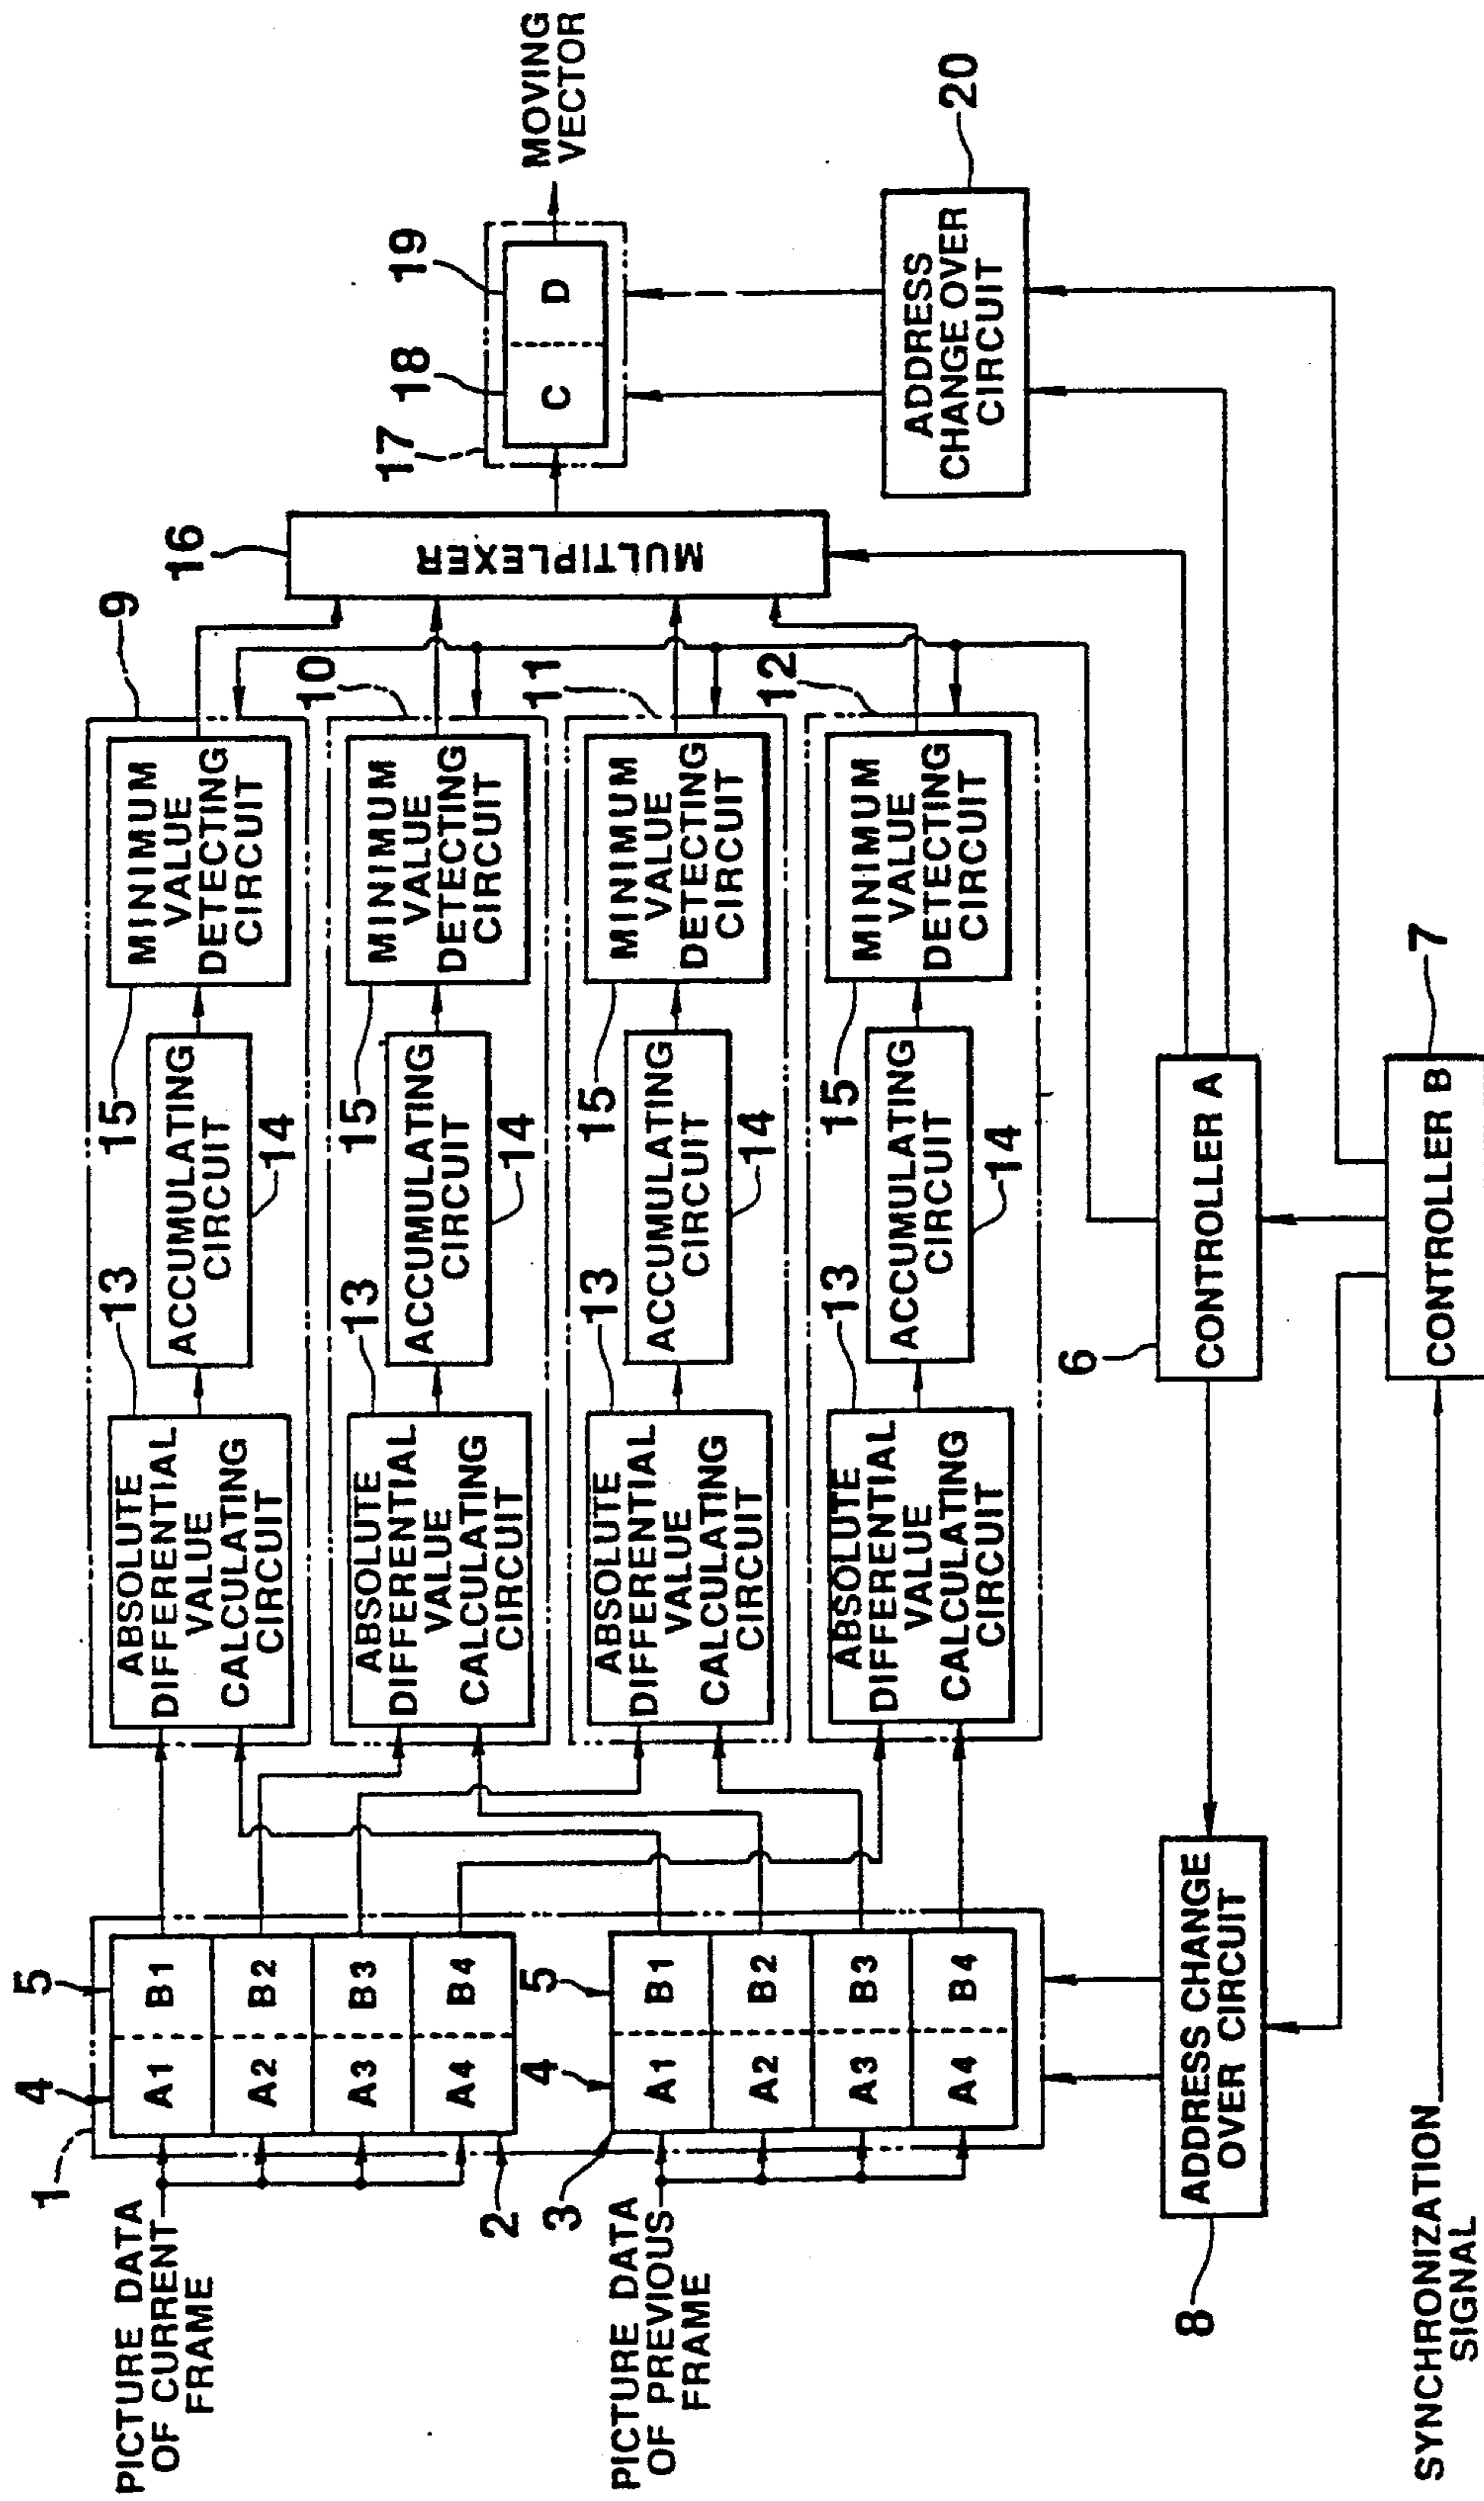 PICTURE DATA
OF CURRENT
FRAME
1
4
5
A1
B1
A2
B2
A3
B3
A4
B4
2
PICTURE DATA
OF PREVIOUS
FRAME
3
4
5
A1
B1
A2
B2
A3
B3
A4
B4
9
ABSOLUTE
DIFFERENTIAL
VALUE
CALCULATING
CIRCUIT
13
ACCUMULATING
CIRCUIT
14
MINIMUM
VALUE
DETECTING
CIRCUIT
15
10
ABSOLUTE
DIFFERENTIAL
VALUE
CALCULATING
CIRCUIT
13
ACCUMULATING
CIRCUIT
14
MINIMUM
VALUE
DETECTING
CIRCUIT
15
11
ABSOLUTE
DIFFERENTIAL
VALUE
CALCULATING
CIRCUIT
13
ACCUMULATING
CIRCUIT
14
MINIMUM
VALUE
DETECTING
CIRCUIT
15
12
ABSOLUTE
DIFFERENTIAL
VALUE
CALCULATING
CIRCUIT
13
ACCUMULATING
CIRCUIT
14
MINIMUM
VALUE
DETECTING
CIRCUIT
15
16
MULTIPLEXER
17
18
19
C
D
MOVING
VECTOR
ADDRESS
CHANGE OVER
CIRCUIT
20
6
CONTROLLER A
7
CONTROLLER B
ADDRESS CHANGE
OVER CIRCUIT
8
SYNCHRONIZATION
SIGNAL